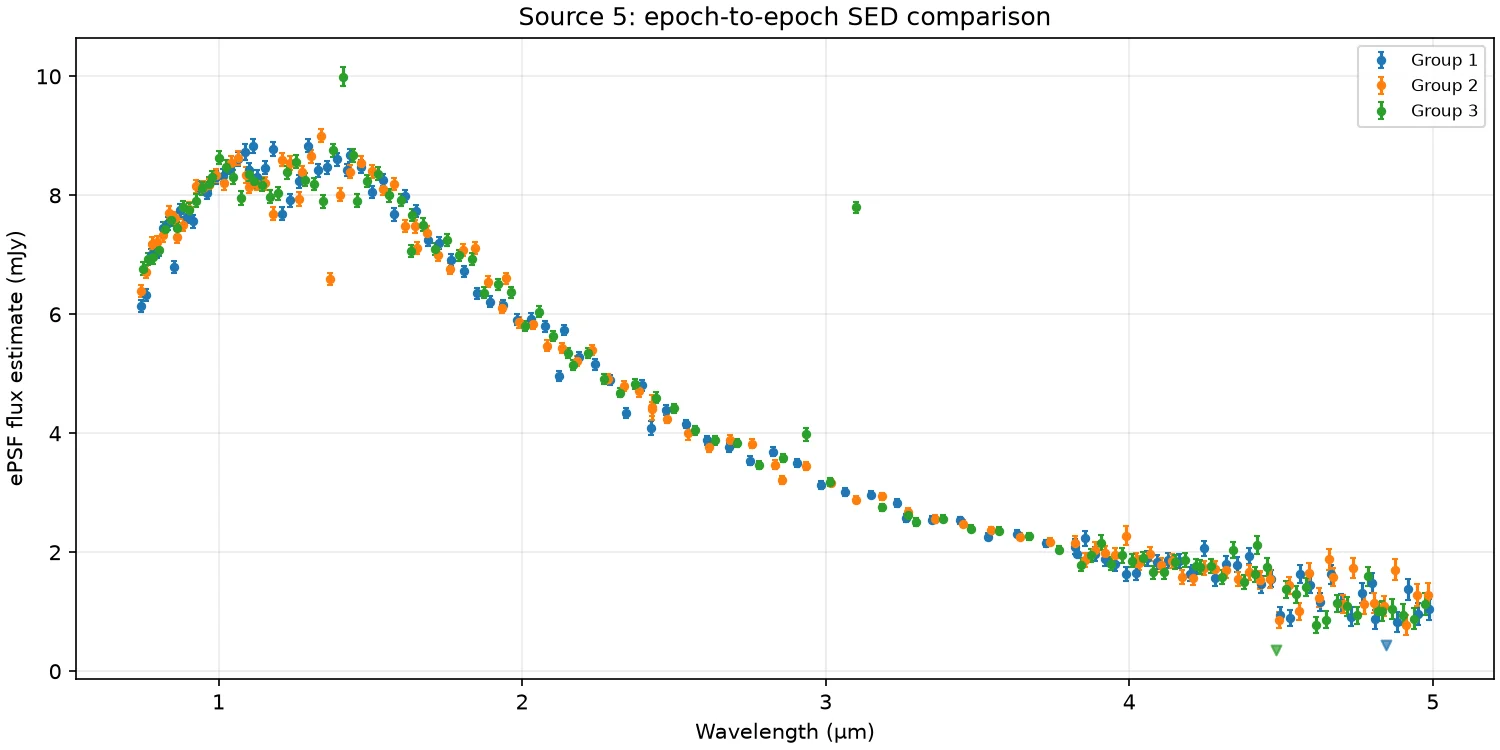 Source 5: epoch-to-epoch SED comparison
ePSF flux estimate (mJy)
10
8
6
4
2
0
Group 1
Group 2
Group 3
1
2
3
4
5
Wavelength (μm)